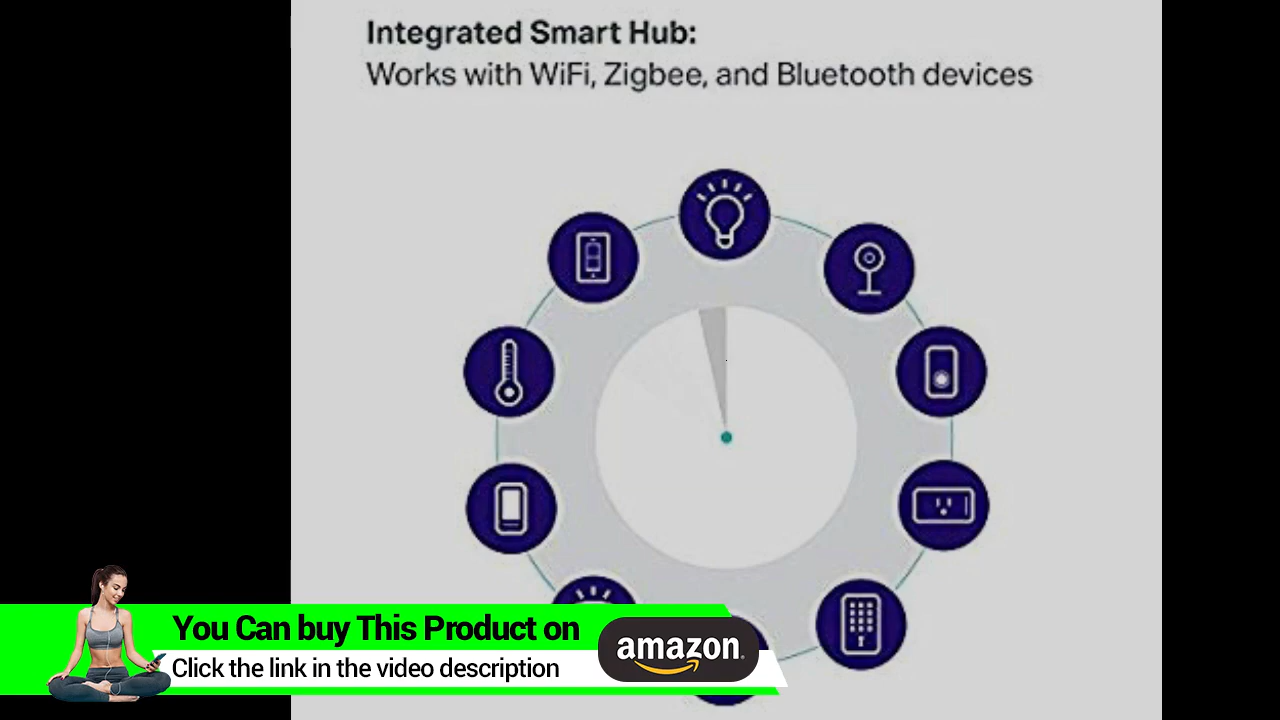 Integrated Smart Hub:
Works with WiFi, Zigbee, and Bluetooth devices
You Can buy This Product on
Click the link in the video description
amazon